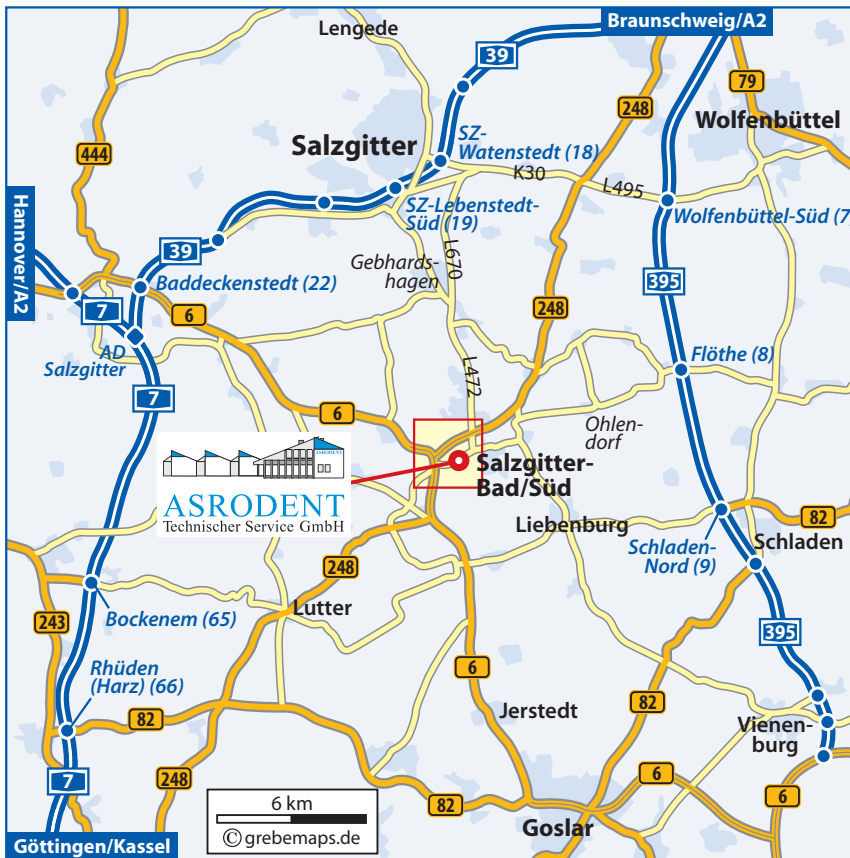 Braunschweig/A2
Lengede
39
79
248
Wolfenbüttel
444
Salzgitter
SZ-
Watenstedt (18)
K30
L495
Hannover/A2
SZ-Lebenstedt-
Süd (19)
Wolfenbüttel-Süd (7
39
L670
Gebhards-
hagen
Baddeckenstedt (22)
395
7
6
248
AD
Salzgitter
Flöthe (8)
L472
7
6
Ohlen-
dorf
ASRODENT
Salzgitter-
Bad/Süd
ASRODENT
Technischer Service GmbH
Liebenburg
82
Schladen-
Nord (9)
Schladen
248
Lutter
Bockenem (65)
243
395
Rhüden
(Harz) (66)
6
82
82
Jerstedt
Vienen-
burg
7
248
6
6
6 km
82
Goslar
© grebemaps.de
Göttingen/Kassel